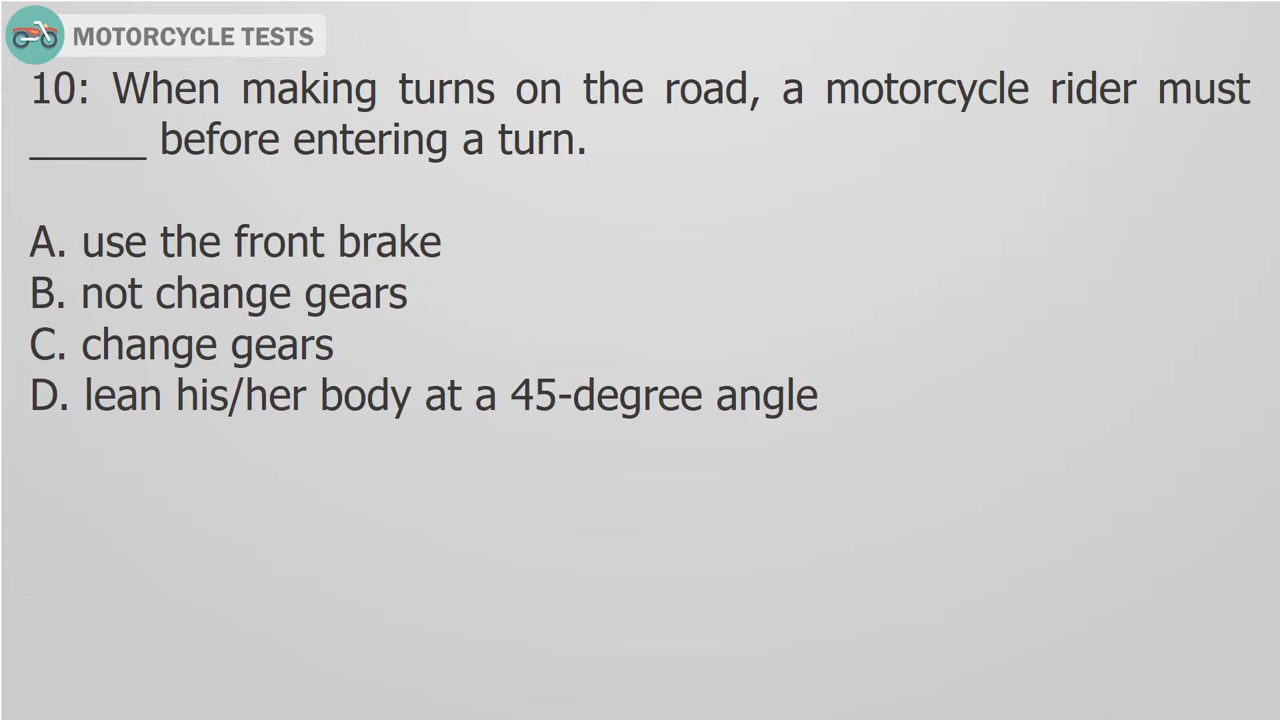 MOTORCYCLE TESTS
10: When making turns on the road, a motorcycle rider must
_____ before entering a turn.
A. use the front brake
B. not change gears
C. change gears
D. lean his/her body at a 45-degree angle